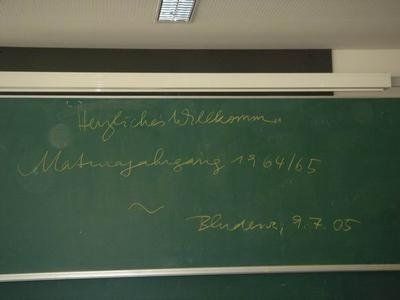 Herzliches Willkommen
Maturajahrgang 1964/65
~
Bludenz, 9.7.05